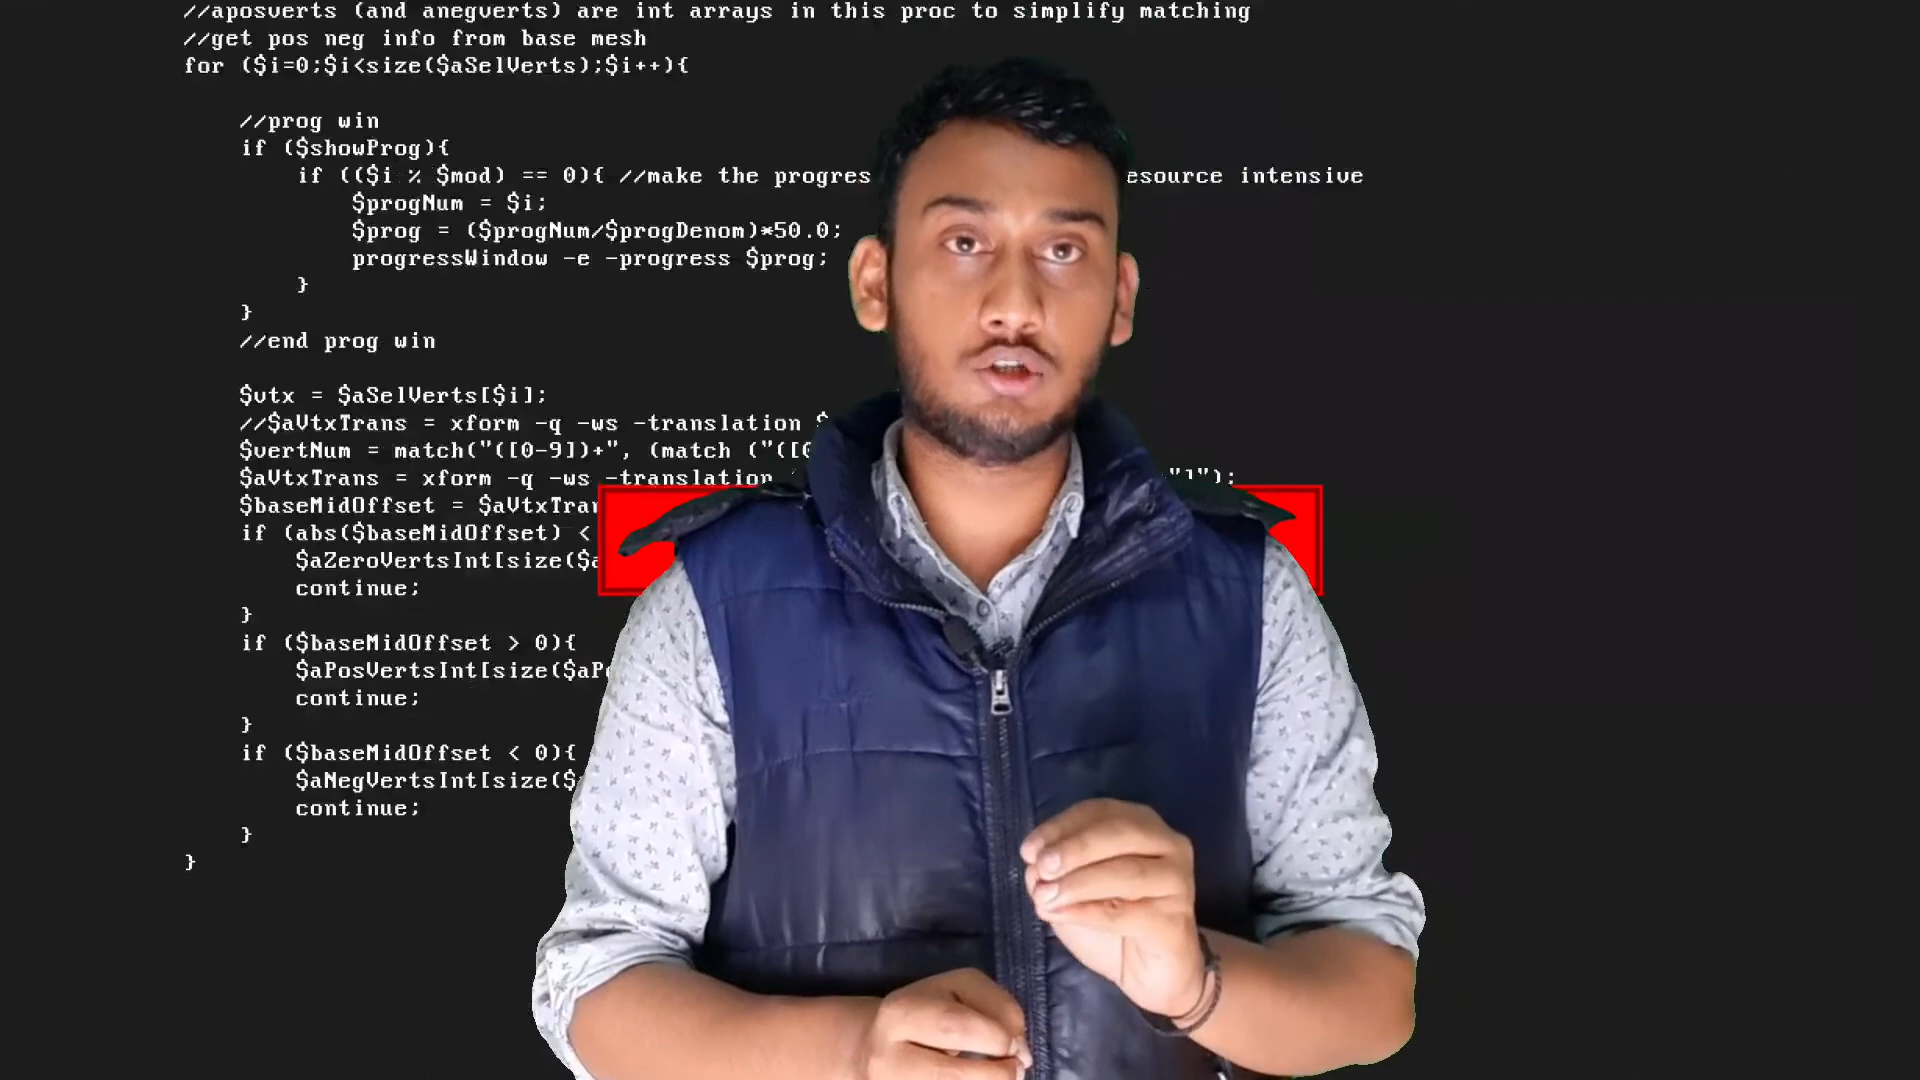 //aposverts (and anegverts) are int arrays in this proc to simplify matching
//get pos neg info from base mesh
for ($i=0;$i<size($aSelVerts);$i++){
//prog win
if ($showProg){
if (($i % $mod) == 0){ //make the progres esource intensive
$progNum = $i;
$prog = ($progNum/$progDenom)*50.0;
progressWindow -e -progress $prog;
}
}
//end prog win
$vtx = $aSelVerts[$i];
//$aVtxTrans = xform -q -ws -translation $
$vertNum = match("([0-9])+", (match ("([0
$aVtxTrans = xform -q -ws -translation "]");
$baseMidOffset = $aVtxTran
if (abs($baseMidOffset) <
$aZeroVertsInt[size($a
continue;
}
if ($baseMidOffset > 0){
$aPosVertsInt[size($aPo
continue;
}
if ($baseMidOffset < 0){
$aNegVertsInt[size($
continue;
}
}